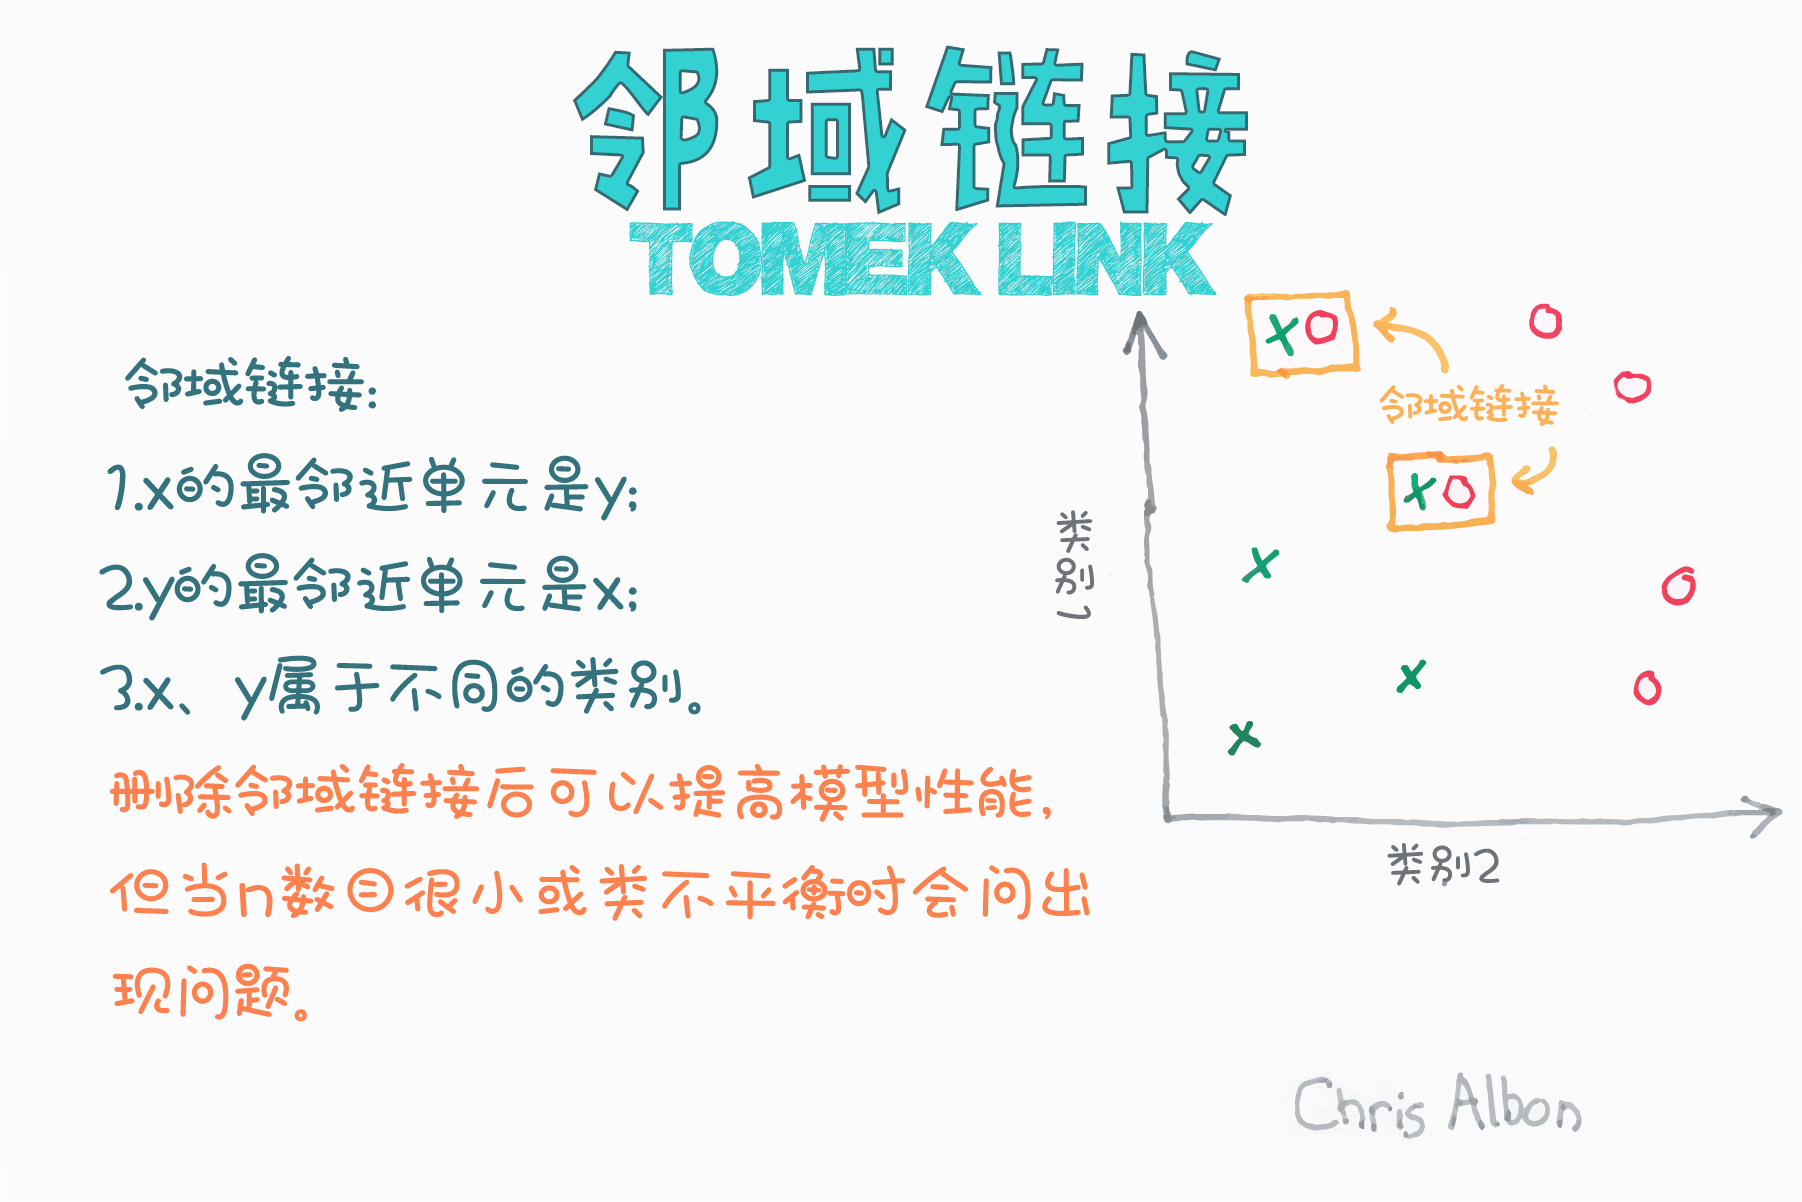 邻域链接
TOMEK LINK
邻域链接:
1.x的最邻近单元是y;
2.y的最邻近单元是x;
3.x、y属于不同的类别。
删除邻域链接后可以提高模型性能,
但当n数目很小或类不平衡时会问出
现问题。
邻域链接
类别1
类别2
Chris Albon